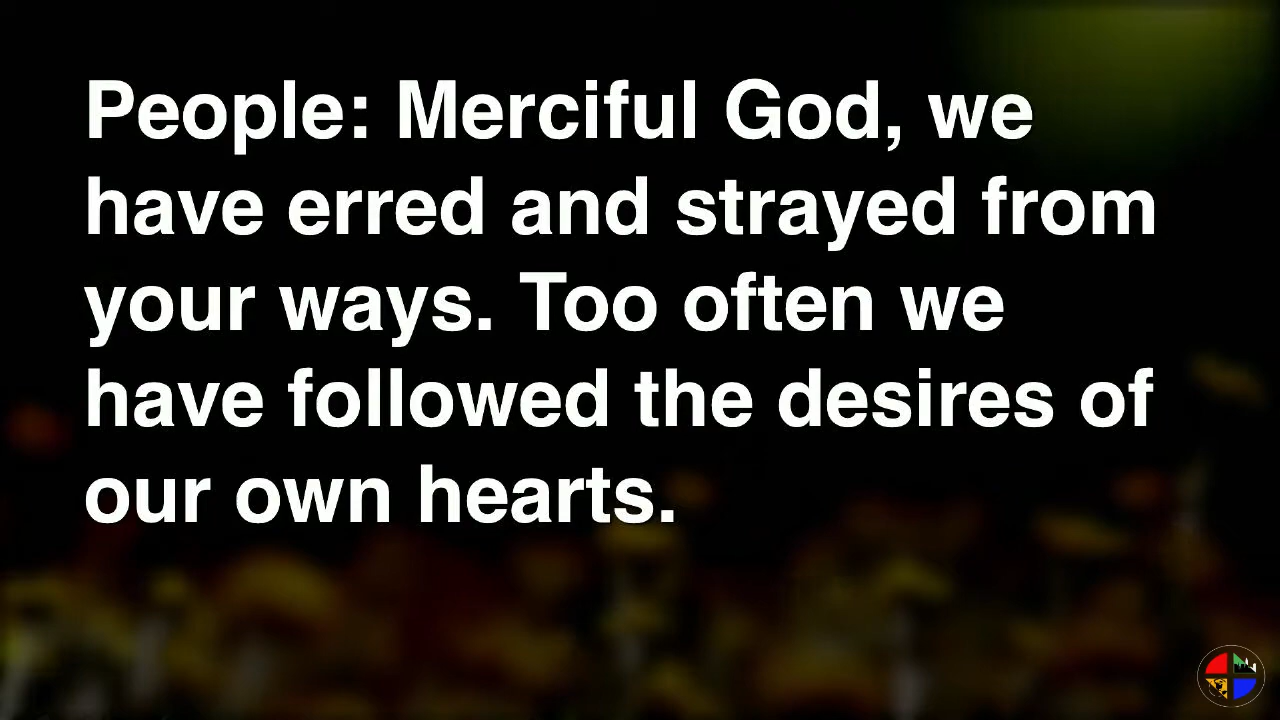 People: Merciful God, we
have erred and strayed from
your ways. Too often we
have followed the desires of
our own hearts.